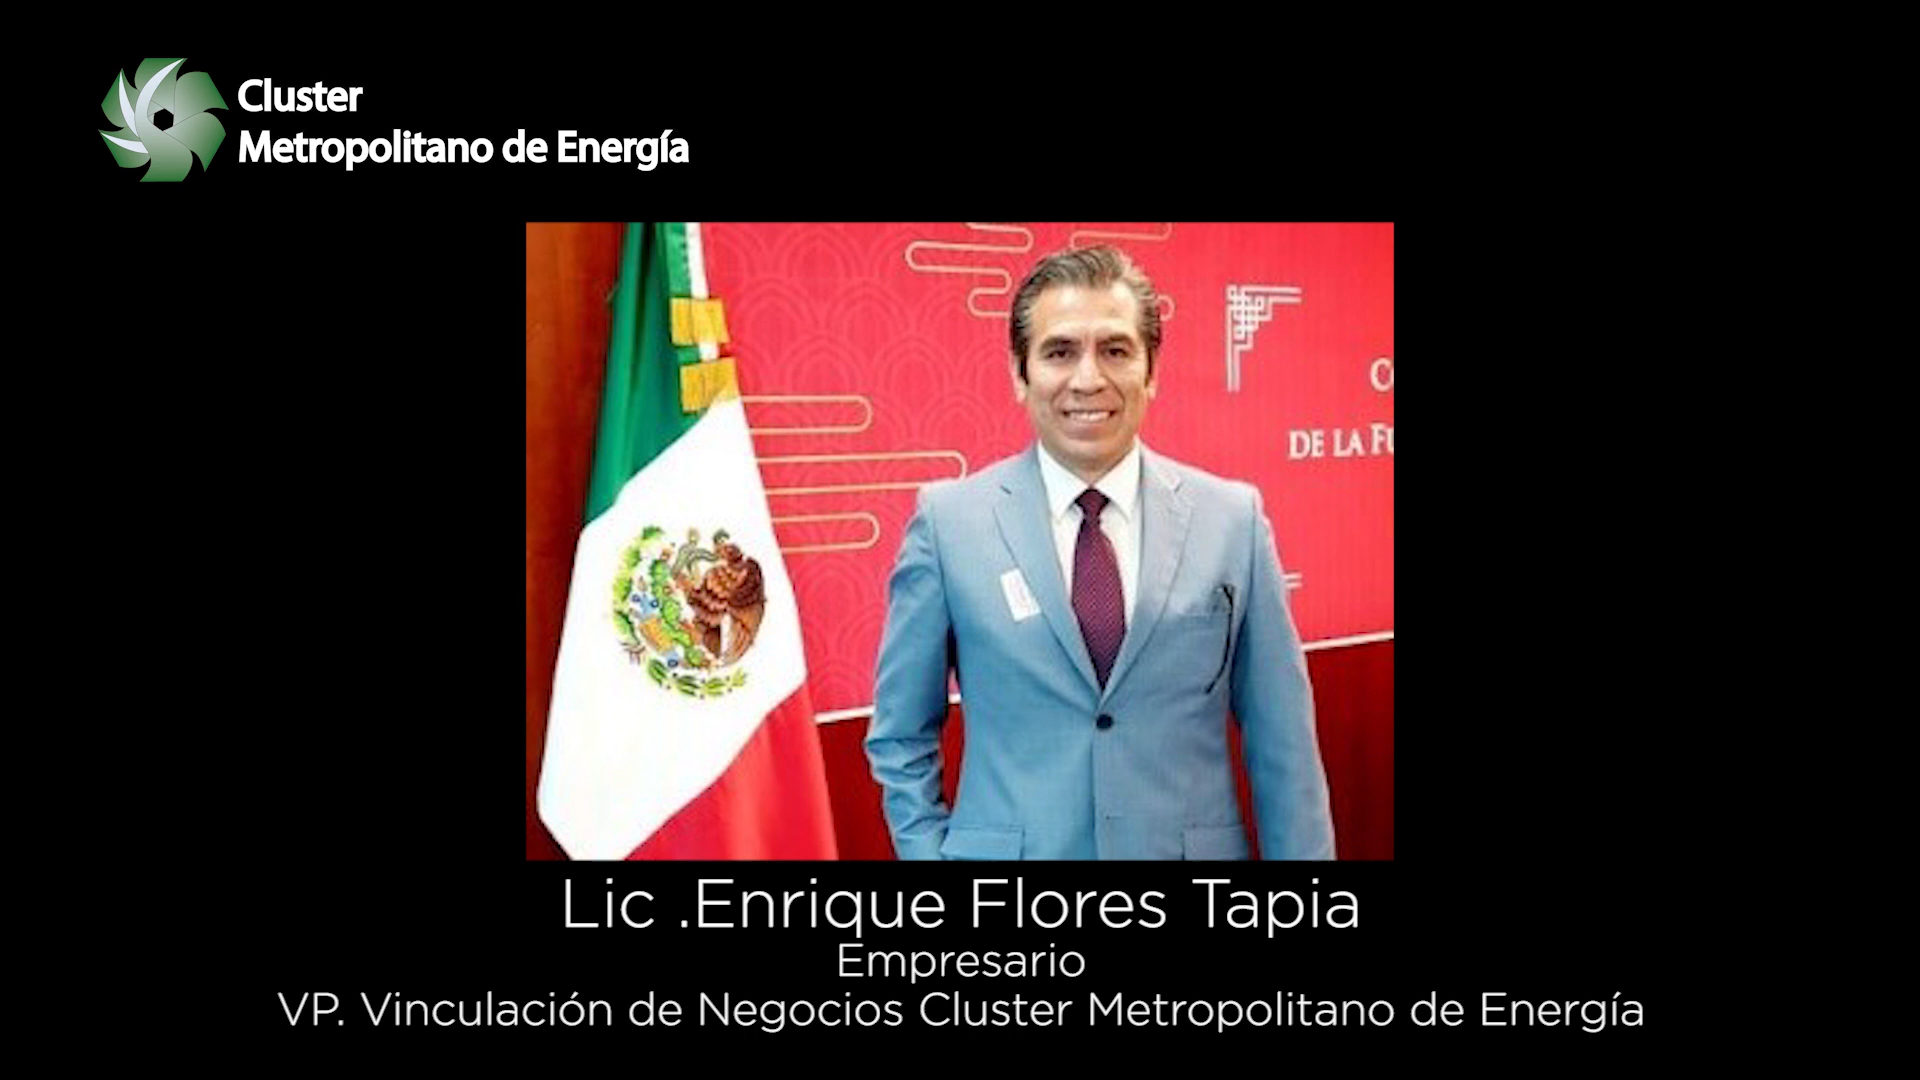 Cluster
Metropolitano de Energía
DE LA
Lic .Enrique Flores Tapia
Empresario
VP. Vinculación de Negocios Cluster Metropolitano de Energía